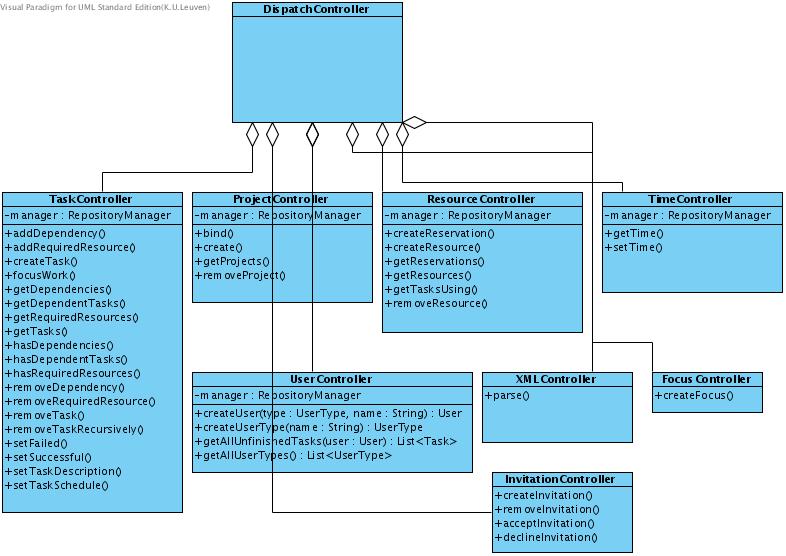 Visual Paradigm for UML Standard Edition(K.U.Leuven)
DispatchController
TaskController
-manager : RepositoryManager
+addDependency()
+addRequiredResource()
+createTask()
+focusWork()
+getDependencies()
+getDependentTasks()
+getRequiredResources()
+getTasks()
+hasDependencies()
+hasDependentTasks()
+hasRequiredResources()
+removeDependency()
+removeRequiredResource()
+removeTask()
+removeTaskRecursively()
+setFailed()
+setSuccessful()
+setTaskDescription()
+setTaskSchedule()
ProjectController
-manager : RepositoryManager
+bind()
+create()
+getProjects()
+removeProject()
Resource Controller
-manager : RepositoryManager
+createReservation()
+createResource()
+getReservations()
+getResources()
+getTasksUsing()
+removeResource()
TimeController
-manager : RepositoryManager
+getTime()
+setTime()
UserController
-manager : RepositoryManager
+createUser(type : UserType, name : String) : User
+createUserType(name : String) : UserType
+getAllUnfinishedTasks(user : User) : List<Task>
+getAllUserTypes() : List<UserType>
XMLController
+parse()
Focus Controller
+createFocus()
InvitationController
+createInvitation()
+removeInvitation()
+acceptInvitation()
+declineInvitation()